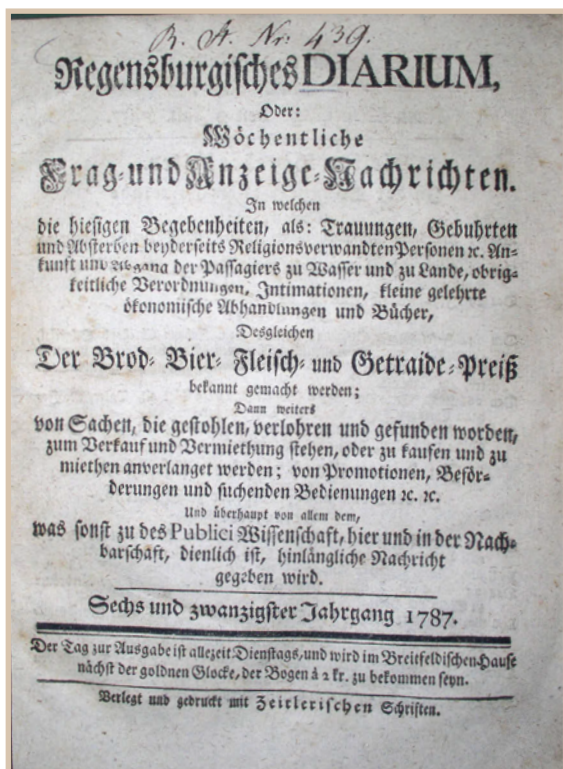 R. A. Nr. 439.
Regensburgisches DIARIUM,
Oder:
Wöchentliche
Frag-und Anzeige-Nachrichten.
In welchen
die hiesigen Begebenheiten, als: Trauungen, Gebuhrten
und Absterben beyderseits Religionsverwandten Personen ꝛc. An-
kunft und Abgang der Passagiers zu Wasser und zu Lande, obrig-
keitliche Verordnungen, Intimationen, kleine gelehrte
ökonomische Abhandlungen und Bücher,
Desgleichen
Der Brod- Bier- Fleisch- und Getraide-Preiß
bekannt gemacht werden;
Dann weiters
von Sachen, die gestohlen, verlohren und gefunden worden,
zum Verkauf und Vermiethung stehen, oder zu kaufen und zu
miethen anverlanget werden; von Promotionen, Beför-
derungen und suchenden Bedienungen ꝛc. ꝛc.
Und überhaupt von allem dem,
was sonst zu des Publici Wissenschaft, hier und in der Nach-
barschaft, dienlich ist, hinlängliche Nachricht
gegeben wird.
Sechs und zwanzigster Jahrgang 1787.
Der Tag zur Ausgabe ist allezeit Dienstags, und wird im Breitfeldischen Hause
nächst der goldnen Glocke, der Bogen á 2 kr. zu bekommen seyn.
Verlegt und gedruckt mit Zeitlerischen Schriften.